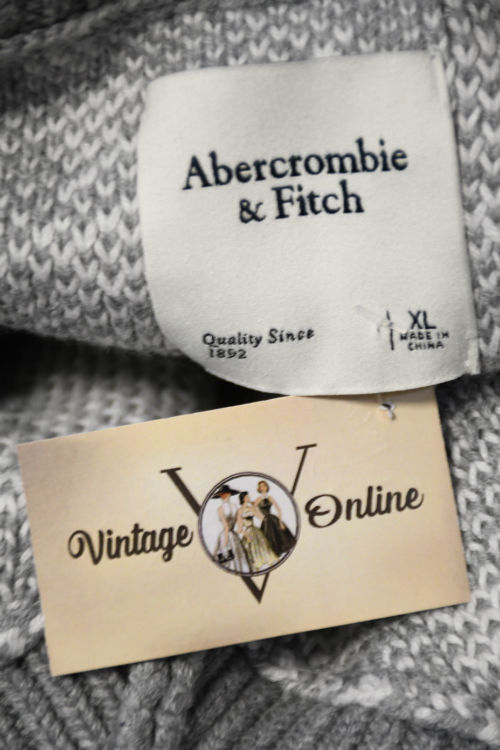 Abercrombie
& Fitch
Quality Since
1892
XL
MADE IN
CHINA
Vintage Online